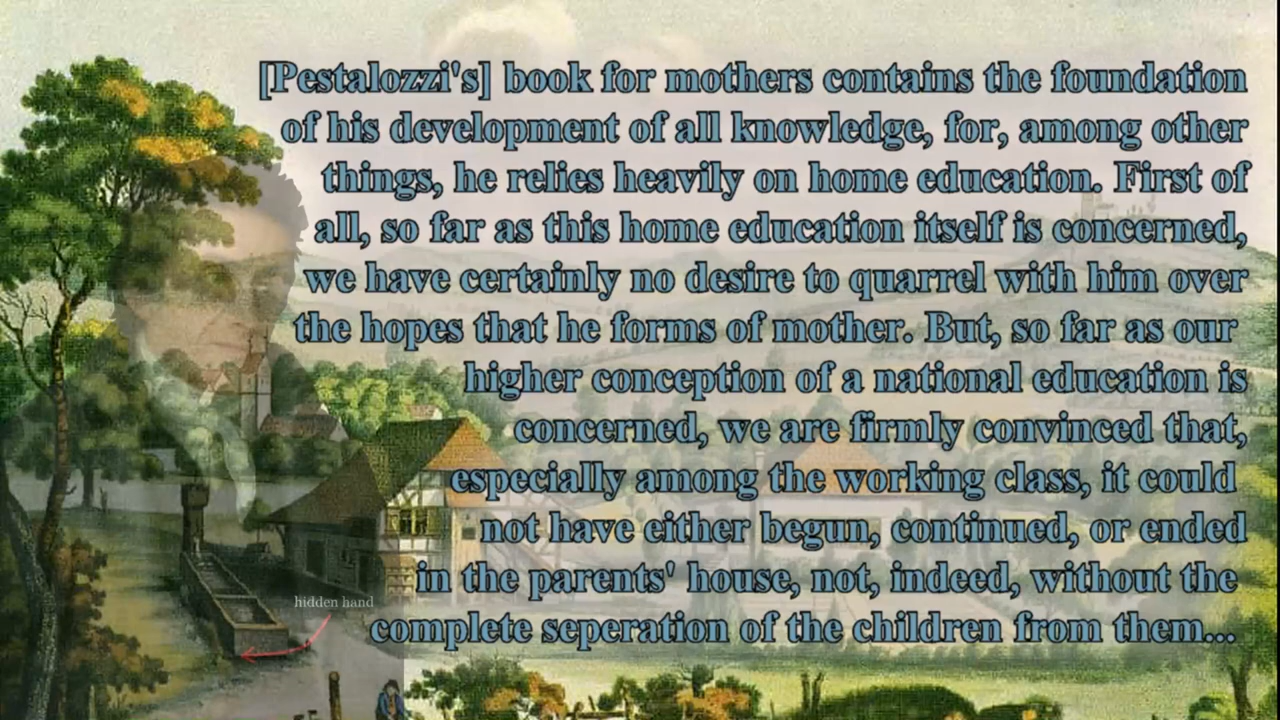 [Pestalozzi's] book for mothers contains the foundation
of his development of all knowledge, for, among other
things, he relies heavily on home education. First of
all, so far as this home education itself is concerned,
we have certainly no desire to quarrel with him over
the hopes that he forms of mother. But, so far as our
higher conception of a national education is
concerned, we are firmly convinced that,
especially among the working class, it could
not have either begun, continued, or ended
in the parents' house, not, indeed, without the
complete seperation of the children from them...
hidden hand